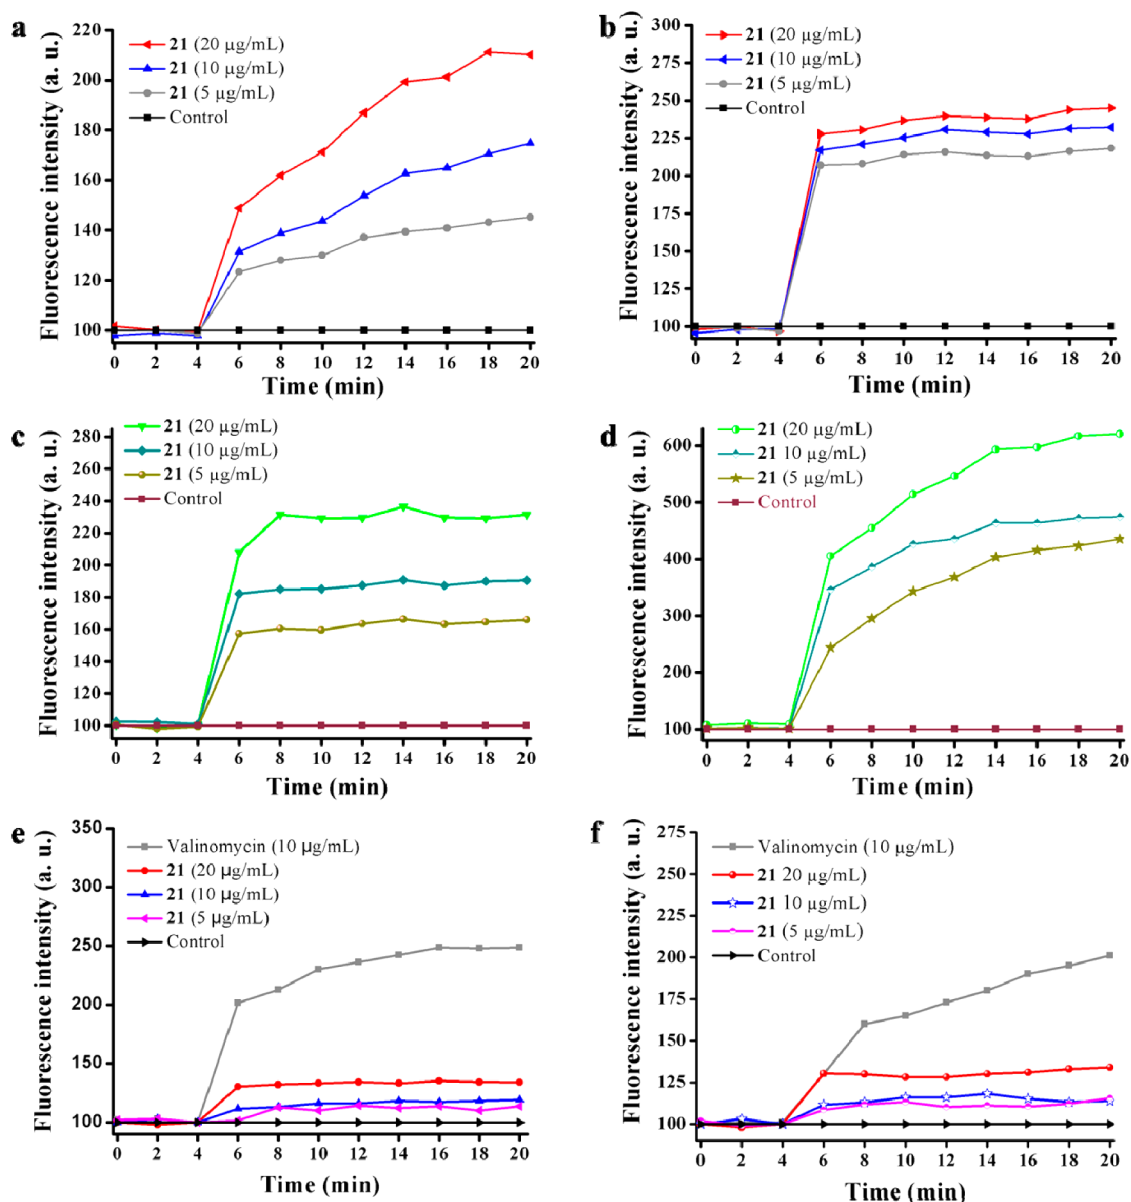 a
Fluorescence intensity (a. u.)
220
200
180
160
140
120
100
21 (20 µg/mL)
21 (10 µg/mL)
21 (5 µg/mL)
Control
0 2 4 6 8 10 12 14 16 18 20
Time (min)
b
Fluorescence intensity (a. u.)
300
275
250
225
200
175
150
125
100
21 (20 µg/mL)
21 (10 µg/mL)
21 (5 µg/mL)
Control
0 2 4 6 8 10 12 14 16 18 20
Time (min)
c
Fluorescence intensity (a. u.)
280
260
240
220
200
180
160
140
120
100
21 (20 µg/mL)
21 (10 µg/mL)
21 (5 µg/mL)
Control
0 2 4 6 8 10 12 14 16 18 20
Time (min)
d
Fluorescence intensity (a. u.)
600
500
400
300
200
100
21 (20 µg/mL)
21 10 µg/mL)
21 (5 µg/mL)
Control
0 2 4 6 8 10 12 14 16 18 20
Time (min)
e
Fluorescence intensity (a. u.)
350
300
250
200
150
100
Valinomycin (10 µg/mL)
21 (20 µg/mL)
21 (10 µg/mL)
21 (5 µg/mL)
Control
0 2 4 6 8 10 12 14 16 18 20
Time (min)
f
Fluorescence intensity (a. u.)
275
250
225
200
175
150
125
100
Valinomycin (10 µg/mL)
21 20 µg/mL)
21 10 µg/mL)
21 (5 µg/mL)
Control
0 2 4 6 8 10 12 14 16 18 20
Time (min)